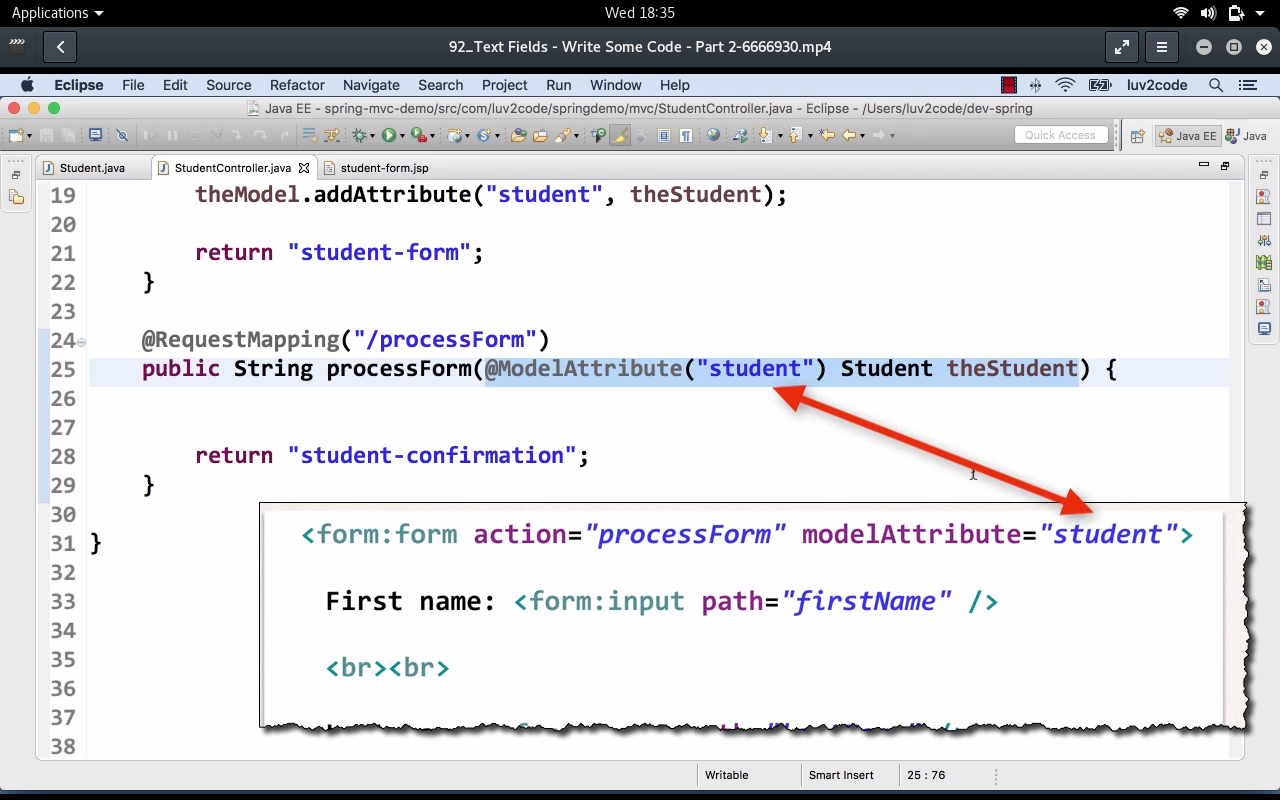 Applications
Wed 18:35
92_Text Fields - Write Some Code - Part 2-6666930.mp4
Eclipse File Edit Source Refactor Navigate Search Project Run Window Help
luv2code
Java EE - spring-mvc-demo/src/com/luv2code/springdemo/mvc/StudentController.java - Eclipse - /Users/luv2code/dev-spring
Quick Access
Java EE
Java
Student.java
StudentController.java
student-form.jsp
19 theModel.addAttribute("student", theStudent);
20
21 return "student-form";
22 }
23
24 @RequestMapping("/processForm")
25 public String processForm(@ModelAttribute("student") Student theStudent) {
26
27
28 return "student-confirmation";
29 }
30
31 }
32
33
34
35
36
37
38
<form:form action="processForm" modelAttribute="student">
First name: <form:input path="firstName" />
<br><br>
Writable
Smart Insert
25 : 76